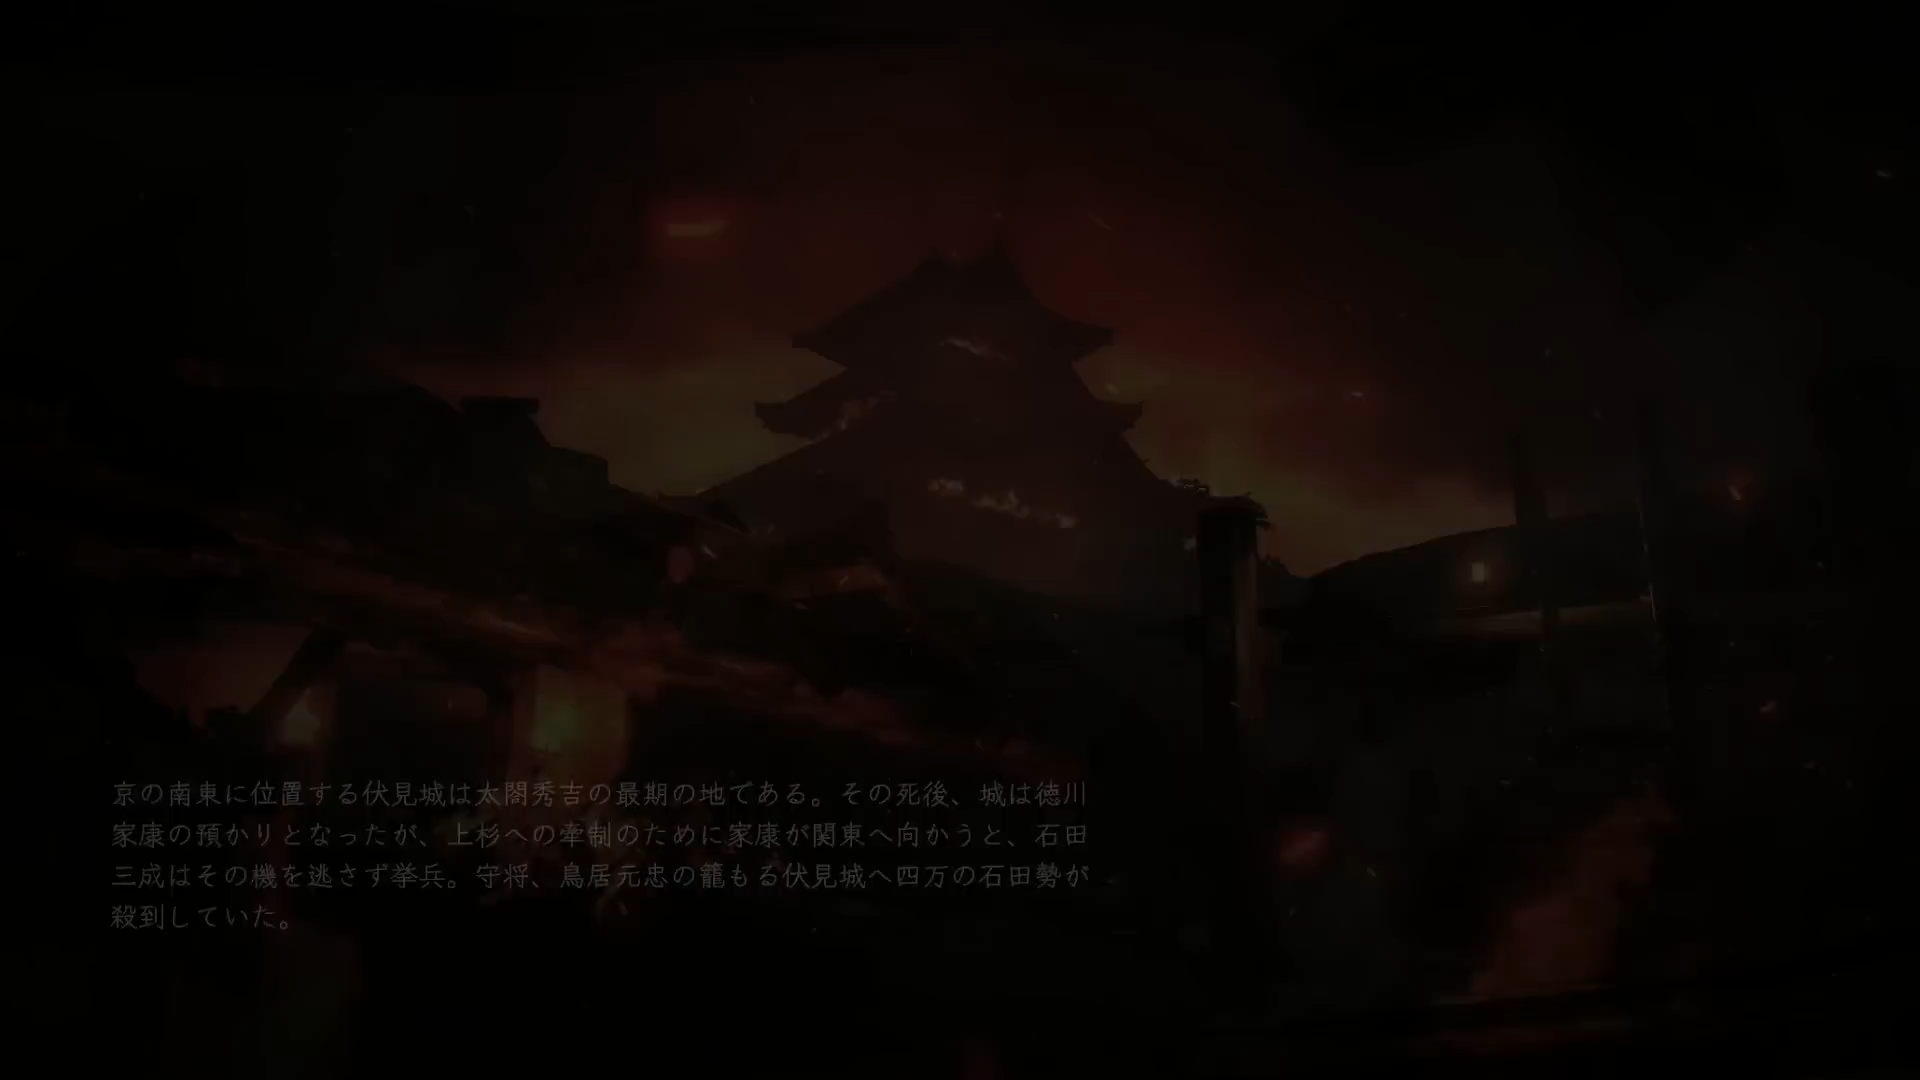 京の南東に位置する伏見城は太閤秀吉の最期の地である。その死後、城は徳川
家康の預かりとなったが、上杉への牽制のために家康が関東へ向かうと、石田
三成はその機を逃さず挙兵。守将、鳥居元忠の籠もる伏見城へ四万の石田勢が
殺到していた。